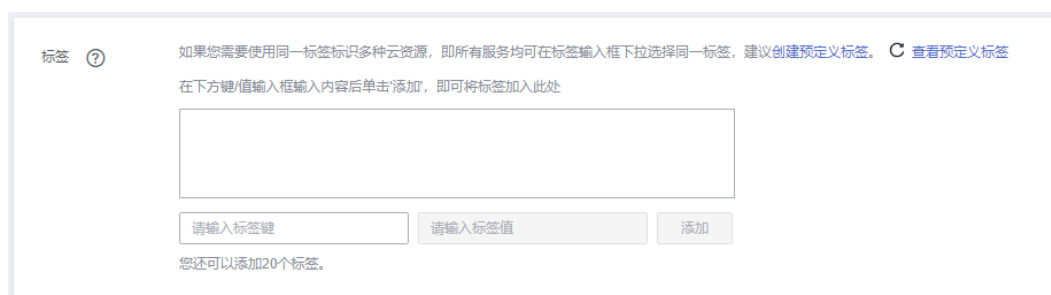 标签 ? 如果您需要使用同一标签标识多种云资源，即所有服务均可在标签输入框下拉选择同一标签，建议创建预定义标签。 查看预定义标签
在下方键/值输入框输入内容后单击'添加'，即可将标签加入此处
请输入标签键 请输入标签值 添加
您还可以添加20个标签。